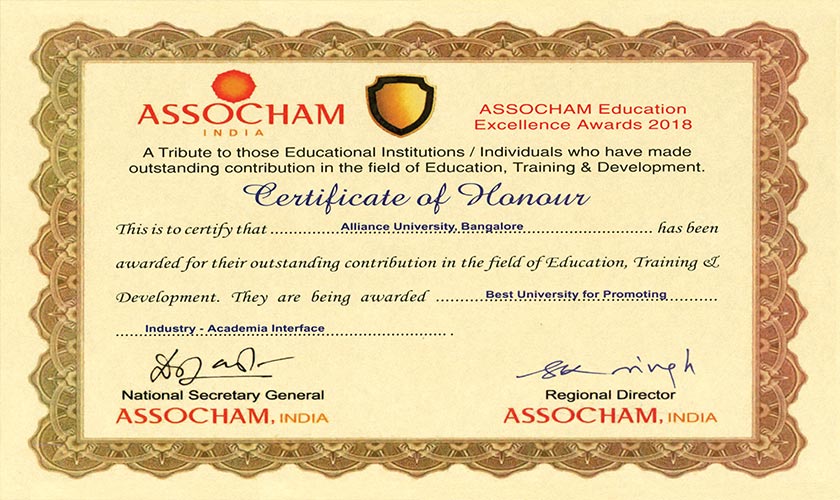 ASSOCHAM
INDIA
ASSOCHAM Education
Excellence Awards 2018
A Tribute to those Educational Institutions / Individuals who have made
outstanding contribution in the field of Education, Training & Development.
Certificate of Honour
This is to certify that Alliance University, Bangalore has been
awarded for their outstanding contribution in the field of Education, Training &
Development. They are being awarded Best University for Promoting
Industry - Academia Interface
National Secretary General
ASSOCHAM, INDIA
Regional Director
ASSOCHAM, INDIA